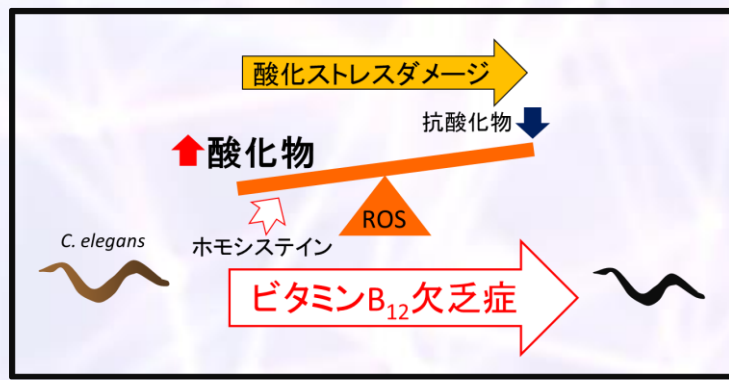 酸化ストレスダメージ
抗酸化物
酸化物
ROS
ホモシステイン
C. elegans
ビタミンB₁₂欠乏症